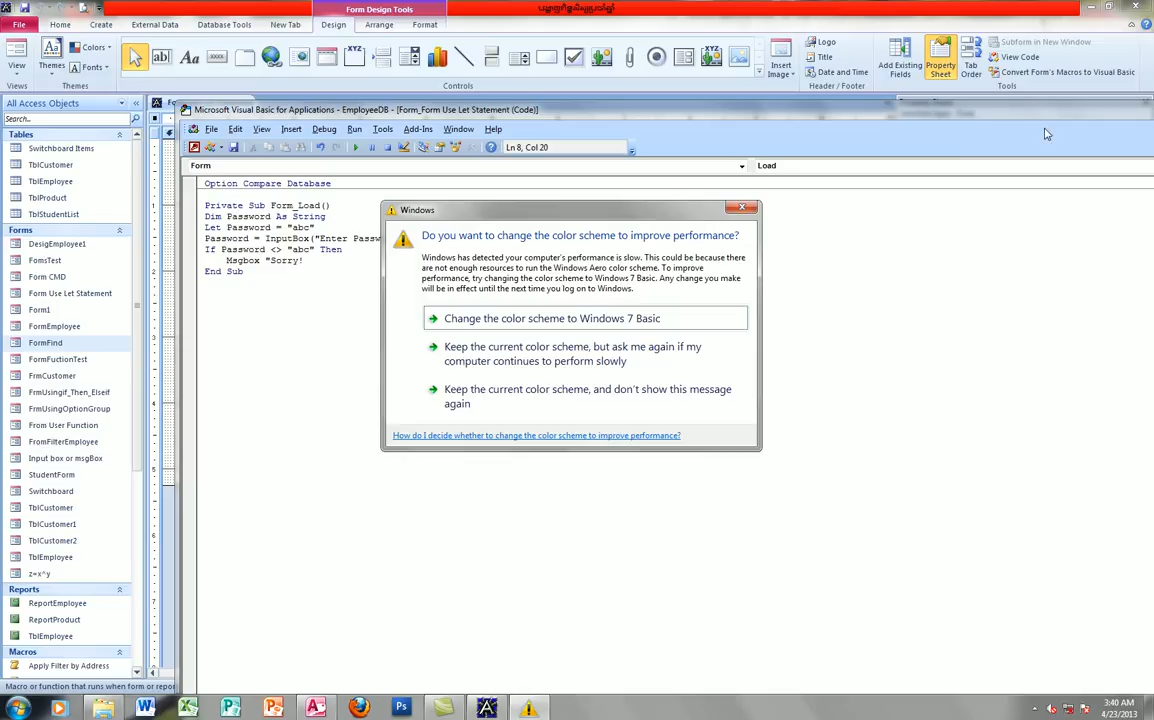 Form Design Tools
File
Home
Create
External Data
Database Tools
New Tab
Design
Arrange
Format
View
Views
Themes
Colors
Fonts
Themes
Controls
Insert
Image
Logo
Title
Date and Time
Header / Footer
Add Existing
Fields
Property
Sheet
Tab
Order
Subform in New Window
View Code
Convert Form's Macros to Visual Basic
Tools
All Access Objects
Search...
Tables
Switchboard Items
TblCustomer
TblEmployee
TblProduct
TblStudentList
Forms
DesigEmployee1
FomsTest
Form CMD
Form Use Let Statement
Form1
FormEmployee
FormFind
FormFuctionTest
FrmCustomer
FrmUsingif_Then_Elseif
FrmUsingOptionGroup
From User Function
FromFilterEmployee
Input box or msgBox
StudentForm
Switchboard
TblCustomer
TblCustomer1
TblCustomer2
TblEmployee
z=x^y
Reports
ReportEmployee
ReportProduct
TblEmployee
Macros
Apply Filter by Address
Macro or function that runs when form or repor
Microsoft Visual Basic for Applications - EmployeeDB - [Form_Form Use Let Statement (Code)]
File Edit View Insert Debug Run Tools Add-Ins Window Help
Ln 8, Col 20
Form
Load
Option Compare Database
Private Sub Form_Load()
Dim Password As String
Let Password = "abc"
Password = InputBox("Enter Passw
If Password <> "abc" Then
Msgbox "Sorry!
End Sub
Windows
Do you want to change the color scheme to improve performance?
Windows has detected your computer's performance is slow. This could be because there
are not enough resources to run the Windows Aero color scheme. To improve
performance, try changing the color scheme to Windows 7 Basic. Any change you make
will be in effect until the next time you log on to Windows.
Change the color scheme to Windows 7 Basic
Keep the current color scheme, but ask me again if my
computer continues to perform slowly
Keep the current color scheme, and don't show this message
again
How do I decide whether to change the color scheme to improve performance?
3:40 AM
4/23/2013